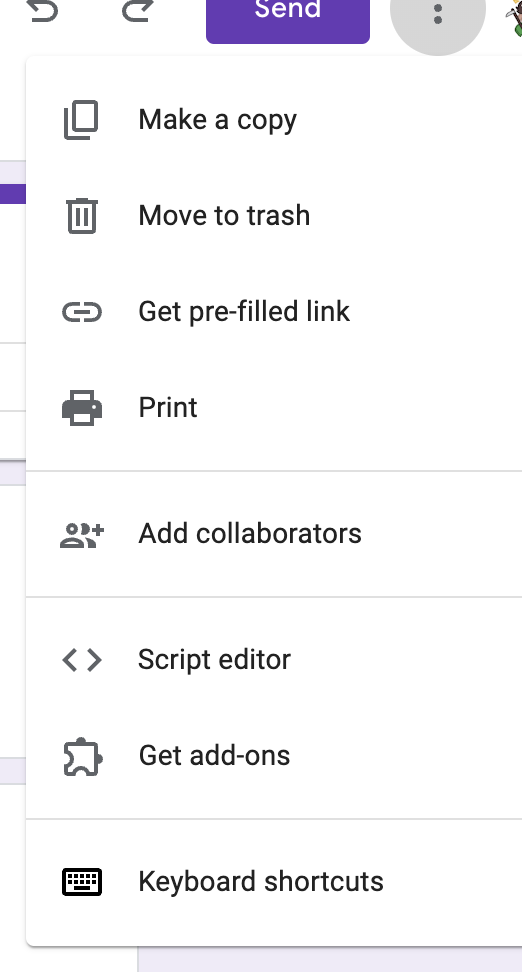 Send
Make a copy
Move to trash
Get pre-filled link
Print
Add collaborators
Script editor
Get add-ons
Keyboard shortcuts